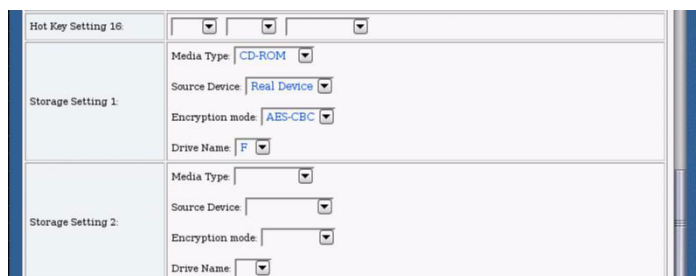 Hot Key Setting 16:
Media Type: CD-ROM
Source Device: Real Device
Storage Setting 1:
Encryption mode: AES-CBC
Drive Name: F
Media Type:
Source Device:
Storage Setting 2:
Encryption mode:
Drive Name: